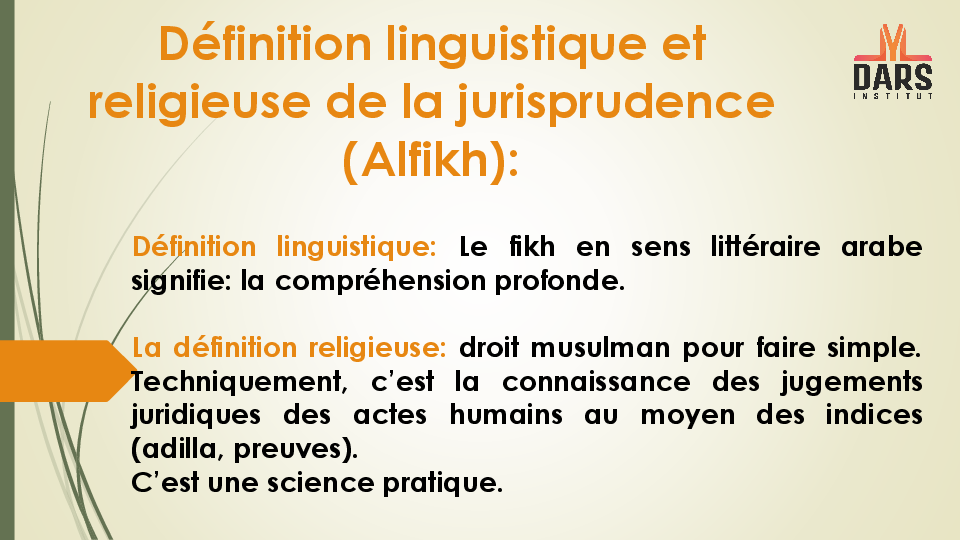 Définition linguistique et
religieuse de la jurisprudence
(Alfikh):
DARS
INSTITUT
Définition linguistique: Le fikh en sens littéraire arabe
signifie: la compréhension profonde.
La définition religieuse: droit musulman pour faire simple.
Techniquement, c’est la connaissance des jugements
juridiques des actes humains au moyen des indices
(adilla, preuves).
C’est une science pratique.